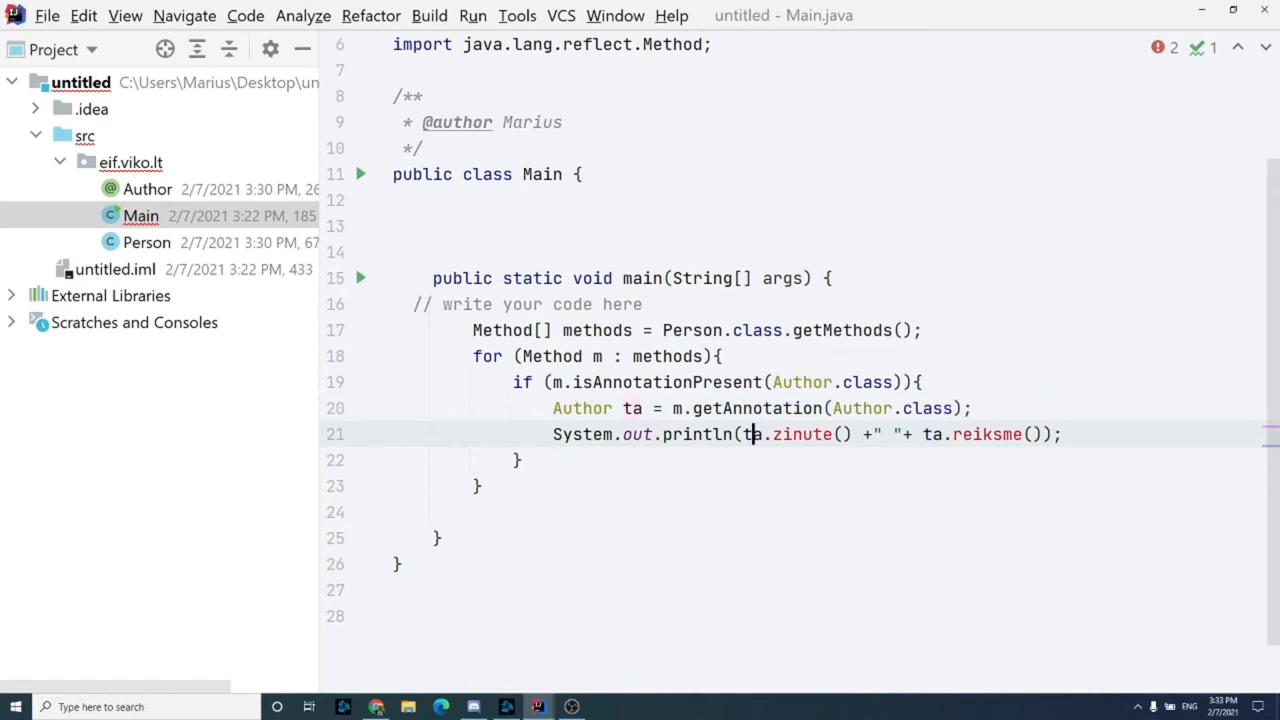 File Edit View Navigate Code Analyze Refactor Build Run Tools VCS Window Help untitled - Main.java
Project
untitled C:\Users\Marius\Desktop\un
.idea
src
eif.viko.lt
Author 2/7/2021 3:30 PM, 26
Main 2/7/2021 3:22 PM, 185
Person 2/7/2021 3:30 PM, 67
untitled.iml 2/7/2021 3:22 PM, 433
External Libraries
Scratches and Consoles
2 1
6 import java.lang.reflect.Method;
7
8 /**
9 * @author Marius
10 */
11 public class Main {
12
13
14
15 public static void main(String[] args) {
16 // write your code here
17 Method[] methods = Person.class.getMethods();
18 for (Method m : methods){
19 if (m.isAnnotationPresent(Author.class)){
20 Author ta = m.getAnnotation(Author.class);
21 System.out.println(ta.zinute() +" "+ ta.reiksme());
22 }
23 }
24
25 }
26 }
27
28
Type here to search
ENG
3:33 PM
2/7/2021